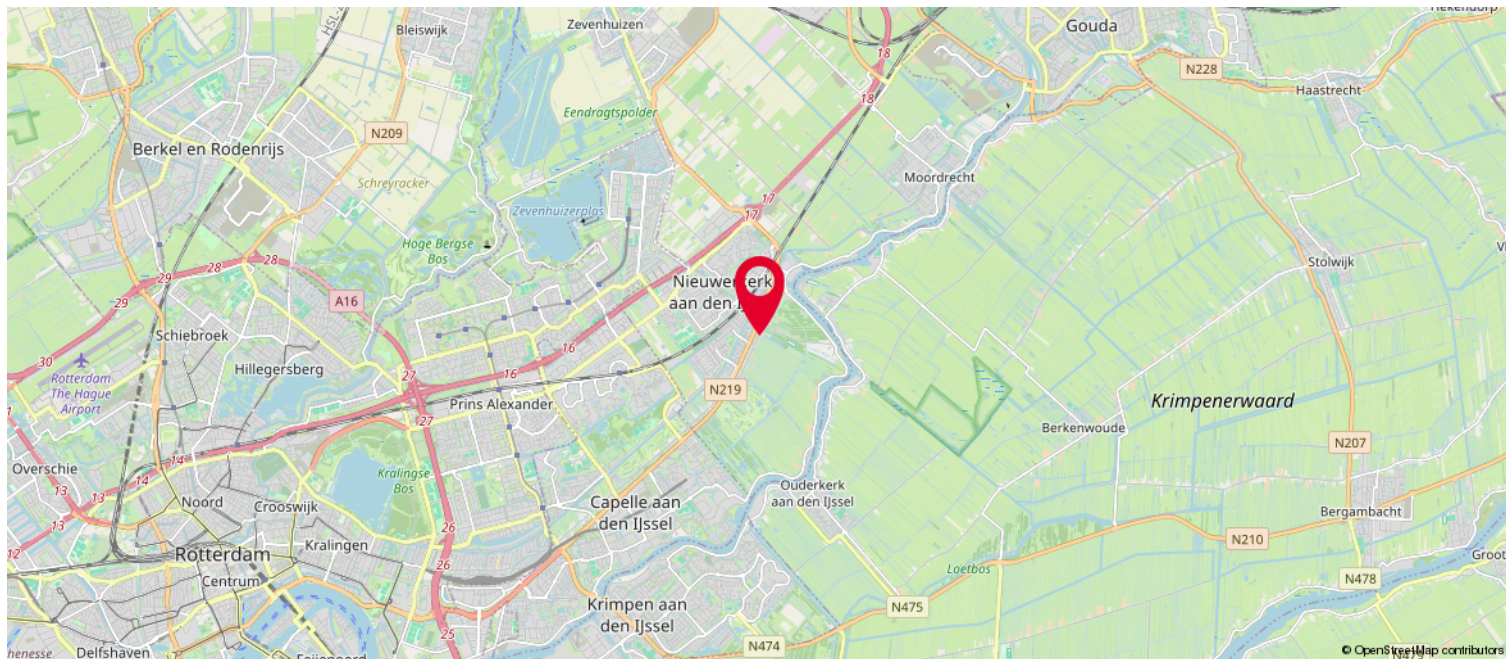 Bleiswijk
Zevenhuizen
Gouda
HSL-
18
N228
Haastrecht
18
Eendragtspolder
N209
Berkel en Rodenrijs
Schreyracker
Moordrecht
17
17
Zevenhuizerplas
Hoge Bergse
Bos
28
28
29
29
Stolwijk
Nieuwerkerk
aan den I
A16
Schiebroek
30
16
Rotterdam
The Hague
Airport
Hillegersberg
27
16
N219
Prins Alexander
27
Krimpenerwaard
Berkenwoude
N207
14
Overschie
Kralingse
Bos
13
13
Noord
Crooswijk
Capelle aan
den IJssel
Ouderkerk
aan den IJssel
Bergambacht
26
N210
12
Rotterdam
Kralingen
26
Groot
Centrum
Loetbos
N478
Krimpen aan
den IJssel
N475
25
N474
henesse
Delfshaven
Feijenoord
© OpenStreetMap contributors